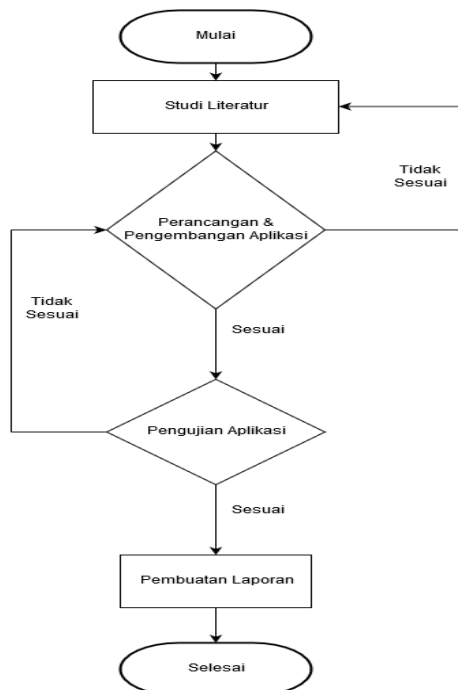 Mulai
Studi Literatur
Tidak
Sesuai
Perancangan &
Pengembangan Aplikasi
Tidak
Sesuai
Sesuai
Pengujian Aplikasi
Sesuai
Pembuatan Laporan
Selesai